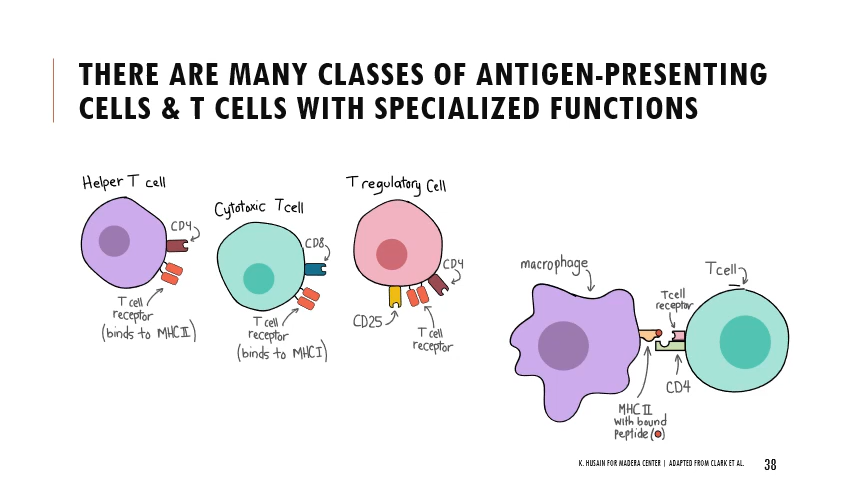 THERE ARE MANY CLASSES OF ANTIGEN-PRESENTING
CELLS & T CELLS WITH SPECIALIZED FUNCTIONS
Helper T cell
CD4
T cell
receptor
(binds to MHC II)
Cytotoxic T cell
CD8
T cell
receptor
(binds to MHC I)
T regulatory Cell
CD4
CD25
T cell
receptor
macrophage
T cell
T cell
receptor
CD4
MHC II
with bound
peptide ( )
K. HUSAIN FOR MADERA CENTER | ADAPTED FROM CLARK ET AL.
38